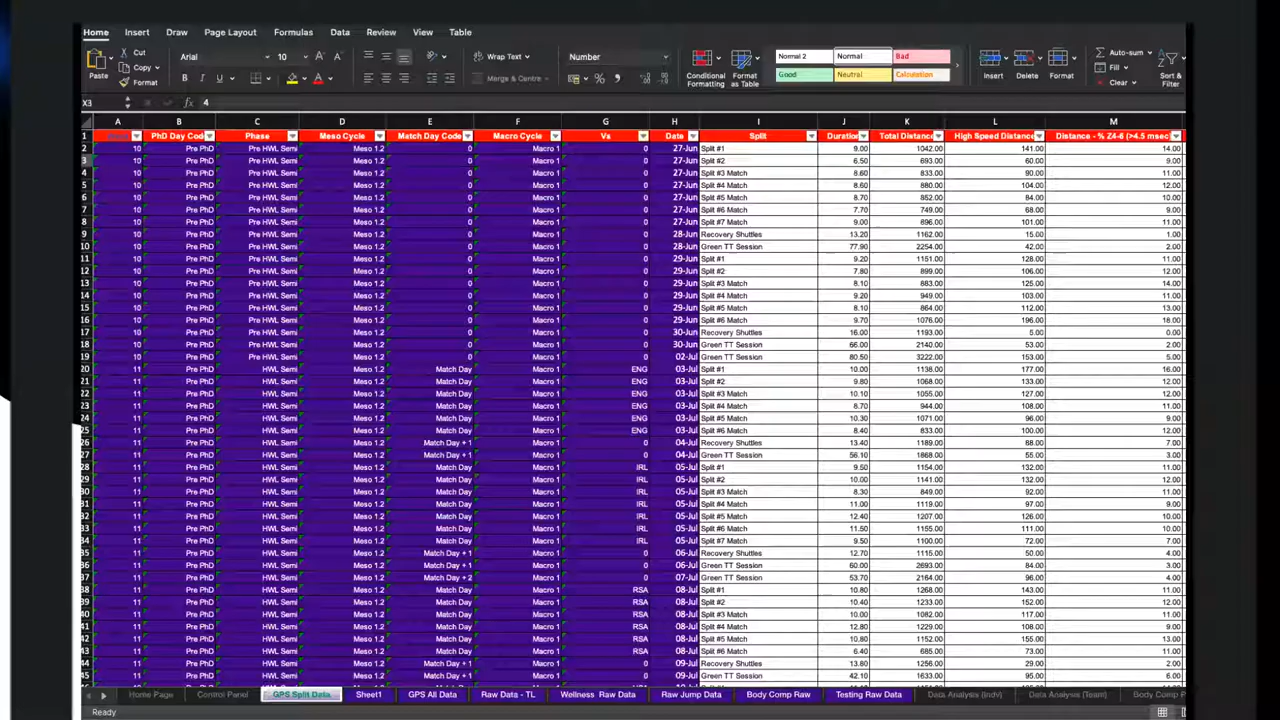 Home Insert Draw Page Layout Formulas Data Review View Table
Cut
Copy
Format
Paste
Arial 10
Wrap Text
Merge & Centre
Number
Conditional Formatting
Format as Table
Normal 2 Normal Bad
Good Neutral Calculation
Insert Delete Format
Auto-sum
Fill
Clear
Sort & Filter
X3 fx 4
A B C D E F G H I J K L M
1 PhD Day Cod Phase Meso Cycle Match Day Code Macro Cycle Vs Date Split Duration Total Distance High Speed Distance Distance - % Z4-6 (>4.5 msec
2 10 Pre PhD Pre HWL Semi Meso 1.2 0 Macro 1 0 27-Jun Split #1 9.00 1042.00 141.00 14.00
3 10 Pre PhD Pre HWL Semi Meso 1.2 0 Macro 1 0 27-Jun Split #2 6.50 693.00 60.00 9.00
4 10 Pre PhD Pre HWL Semi Meso 1.2 0 Macro 1 0 27-Jun Split #3 Match 8.60 833.00 90.00 11.00
5 10 Pre PhD Pre HWL Semi Meso 1.2 0 Macro 1 0 27-Jun Split #4 Match 8.60 880.00 104.00 12.00
6 10 Pre PhD Pre HWL Semi Meso 1.2 0 Macro 1 0 27-Jun Split #5 Match 8.70 852.00 84.00 10.00
7 10 Pre PhD Pre HWL Semi Meso 1.2 0 Macro 1 0 27-Jun Split #6 Match 7.70 749.00 68.00 9.00
8 10 Pre PhD Pre HWL Semi Meso 1.2 0 Macro 1 0 27-Jun Split #7 Match 9.00 896.00 101.00 11.00
9 10 Pre PhD Pre HWL Semi Meso 1.2 0 Macro 1 0 28-Jun Recovery Shuttles 13.20 1162.00 15.00 1.00
10 10 Pre PhD Pre HWL Semi Meso 1.2 0 Macro 1 0 28-Jun Green TT Session 77.90 2254.00 42.00 2.00
11 10 Pre PhD Pre HWL Semi Meso 1.2 0 Macro 1 0 29-Jun Split #1 9.20 1151.00 128.00 11.00
12 10 Pre PhD Pre HWL Semi Meso 1.2 0 Macro 1 0 29-Jun Split #2 7.80 899.00 106.00 12.00
13 10 Pre PhD Pre HWL Semi Meso 1.2 0 Macro 1 0 29-Jun Split #3 Match 8.10 883.00 125.00 14.00
14 10 Pre PhD Pre HWL Semi Meso 1.2 0 Macro 1 0 29-Jun Split #4 Match 9.20 949.00 103.00 11.00
15 10 Pre PhD Pre HWL Semi Meso 1.2 0 Macro 1 0 29-Jun Split #5 Match 8.10 864.00 112.00 13.00
16 10 Pre PhD Pre HWL Semi Meso 1.2 0 Macro 1 0 29-Jun Split #6 Match 9.70 1076.00 196.00 18.00
17 10 Pre PhD Pre HWL Semi Meso 1.2 0 Macro 1 0 30-Jun Recovery Shuttles 16.00 1193.00 5.00 0.00
18 10 Pre PhD Pre HWL Semi Meso 1.2 0 Macro 1 0 30-Jun Green TT Session 66.00 2140.00 53.00 2.00
19 10 Pre PhD Pre HWL Semi Meso 1.2 0 Macro 1 0 02-Jul Green TT Session 80.50 3222.00 153.00 5.00
20 11 Pre PhD HWL Semi Meso 1.2 Match Day Macro 1 ENG 03-Jul Split #1 10.00 1138.00 177.00 16.00
21 11 Pre PhD HWL Semi Meso 1.2 Match Day Macro 1 ENG 03-Jul Split #2 9.80 1068.00 133.00 12.00
22 11 Pre PhD HWL Semi Meso 1.2 Match Day Macro 1 ENG 03-Jul Split #3 Match 10.10 1055.00 127.00 12.00
23 11 Pre PhD HWL Semi Meso 1.2 Match Day Macro 1 ENG 03-Jul Split #4 Match 8.70 944.00 108.00 11.00
24 11 Pre PhD HWL Semi Meso 1.2 Match Day Macro 1 ENG 03-Jul Split #5 Match 10.30 1071.00 96.00 9.00
25 11 Pre PhD HWL Semi Meso 1.2 Match Day Macro 1 ENG 03-Jul Split #6 Match 8.40 833.00 100.00 12.00
26 11 Pre PhD HWL Semi Meso 1.2 Match Day + 1 Macro 1 0 04-Jul Recovery Shuttles 13.40 1189.00 88.00 7.00
27 11 Pre PhD HWL Semi Meso 1.2 Match Day + 1 Macro 1 0 04-Jul Green TT Session 56.10 1868.00 55.00 3.00
28 11 Pre PhD HWL Semi Meso 1.2 Match Day Macro 1 IRL 05-Jul Split #1 9.50 1154.00 132.00 11.00
29 11 Pre PhD HWL Semi Meso 1.2 Match Day Macro 1 IRL 05-Jul Split #2 10.00 1141.00 132.00 12.00
30 11 Pre PhD HWL Semi Meso 1.2 Match Day Macro 1 IRL 05-Jul Split #3 Match 8.30 849.00 92.00 11.00
31 11 Pre PhD HWL Semi Meso 1.2 Match Day Macro 1 IRL 05-Jul Split #4 Match 11.00 1119.00 97.00 9.00
32 11 Pre PhD HWL Semi Meso 1.2 Match Day Macro 1 IRL 05-Jul Split #5 Match 12.40 1207.00 126.00 10.00
33 11 Pre PhD HWL Semi Meso 1.2 Match Day Macro 1 IRL 05-Jul Split #6 Match 11.50 1155.00 111.00 10.00
34 11 Pre PhD HWL Semi Meso 1.2 Match Day Macro 1 IRL 05-Jul Split #7 Match 9.50 1100.00 72.00 7.00
35 11 Pre PhD HWL Semi Meso 1.2 Match Day + 1 Macro 1 0 06-Jul Recovery Shuttles 12.70 1115.00 50.00 4.00
36 11 Pre PhD HWL Semi Meso 1.2 Match Day + 1 Macro 1 0 06-Jul Green TT Session 60.00 2693.00 84.00 3.00
37 11 Pre PhD HWL Semi Meso 1.2 Match Day + 2 Macro 1 0 07-Jul Green TT Session 53.70 2164.00 96.00 4.00
38 11 Pre PhD HWL Semi Meso 1.2 Match Day Macro 1 RSA 08-Jul Split #1 10.80 1268.00 143.00 11.00
39 11 Pre PhD HWL Semi Meso 1.2 Match Day Macro 1 RSA 08-Jul Split #2 10.40 1233.00 152.00 12.00
40 11 Pre PhD HWL Semi Meso 1.2 Match Day Macro 1 RSA 08-Jul Split #3 Match 10.00 1082.00 117.00 11.00
41 11 Pre PhD HWL Semi Meso 1.2 Match Day Macro 1 RSA 08-Jul Split #4 Match 12.80 1229.00 108.00 9.00
42 11 Pre PhD HWL Semi Meso 1.2 Match Day Macro 1 RSA 08-Jul Split #5 Match 10.80 1152.00 155.00 13.00
43 11 Pre PhD HWL Semi Meso 1.2 Match Day Macro 1 RSA 08-Jul Split #6 Match 6.40 685.00 73.00 11.00
44 11 Pre PhD HWL Semi Meso 1.2 Match Day + 1 Macro 1 0 09-Jul Recovery Shuttles 13.80 1256.00 29.00 2.00
45 11 Pre PhD HWL Semi Meso 1.2 Match Day + 1 Macro 1 0 09-Jul Green TT Session 42.10 1631.00 95.00 6.00
Home Page Control Panel GPS Split Data Sheet1 GPS All Data Raw Data - TL Wellness Raw Data Raw Jump Data Body Comp Raw Testing Raw Data Data Analysis (Indv) Data Analysis (Team) Body Comp P
Ready